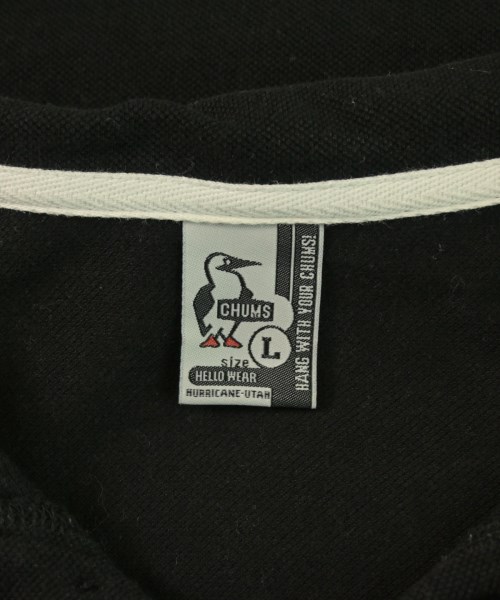 CHUMS
size L
HELLO WEAR
HURRICANE-UTAH
HANG WITH YOUR CHUMS!